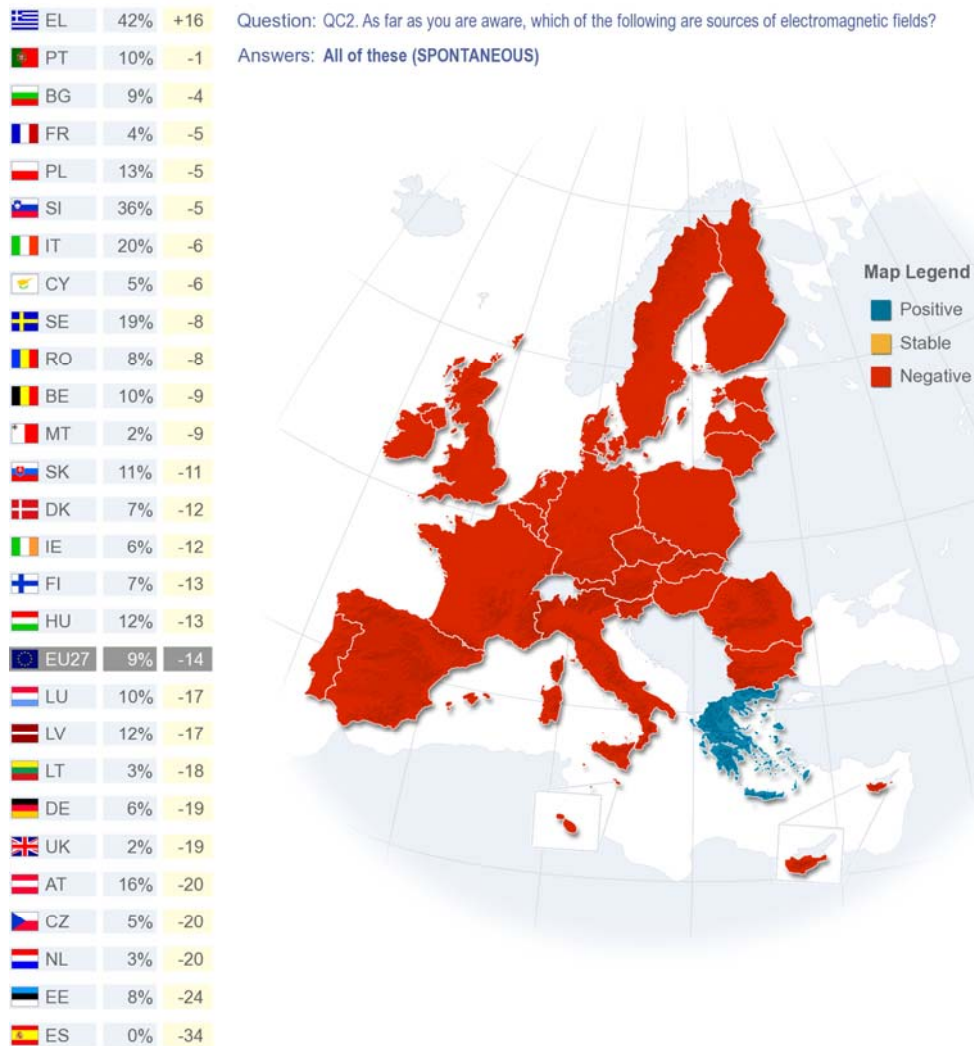 Question: QC2. As far as you are aware, which of the following are sources of electromagnetic fields?
Answers: All of these (SPONTANEOUS)
EL 42% +16
PT 10% -1
BG 9% -4
FR 4% -5
PL 13% -5
SI 36% -5
IT 20% -6
CY 5% -6
SE 19% -8
RO 8% -8
BE 10% -9
MT 2% -9
SK 11% -11
DK 7% -12
IE 6% -12
FI 7% -13
HU 12% -13
EU27 9% -14
LU 10% -17
LV 12% -17
LT 3% -18
DE 6% -19
UK 2% -19
AT 16% -20
CZ 5% -20
NL 3% -20
EE 8% -24
ES 0% -34
Map Legend
Positive
Stable
Negative